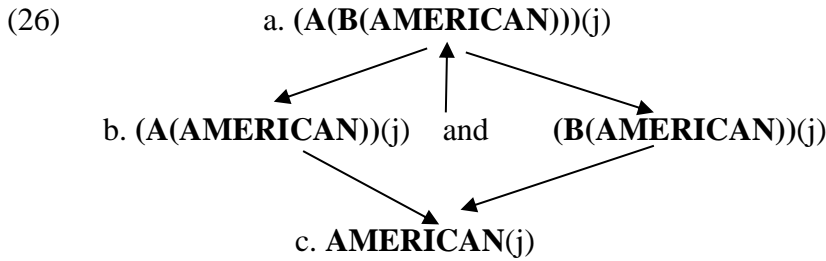 (26) a. (A(B(AMERICAN)))(j)
b. (A(AMERICAN))(j) and (B(AMERICAN))(j)
c. AMERICAN(j)